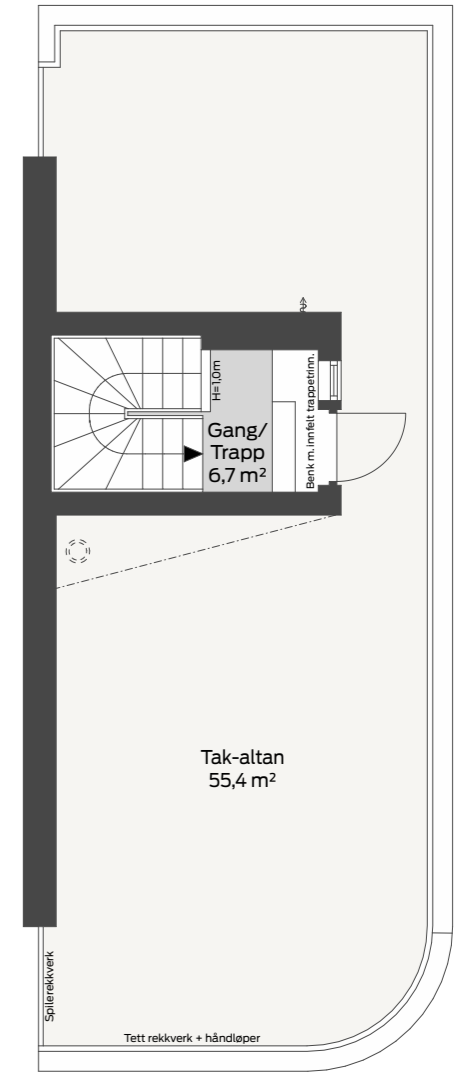 H=1,0m
Gang/
Trapp
6,7 m²
Benk m. innfelt trappetrinn.
Tak-altan
55,4 m²
Spilerekkverk
Tett rekkverk + håndløper